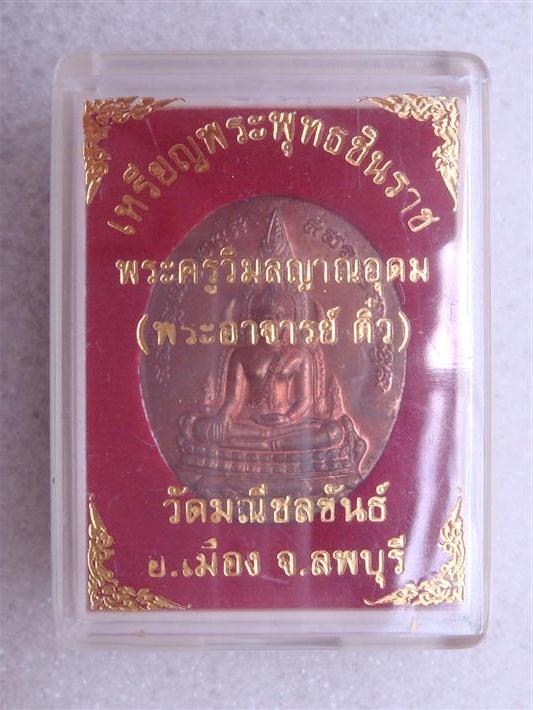 เหรียญพระพุทธชินราช
พระครูวิมลญาณอุดม
(พระอาจารย์ ติ๋ว)
วัดมณีชลขันธ์
อ.เมือง จ.ลพบุรี